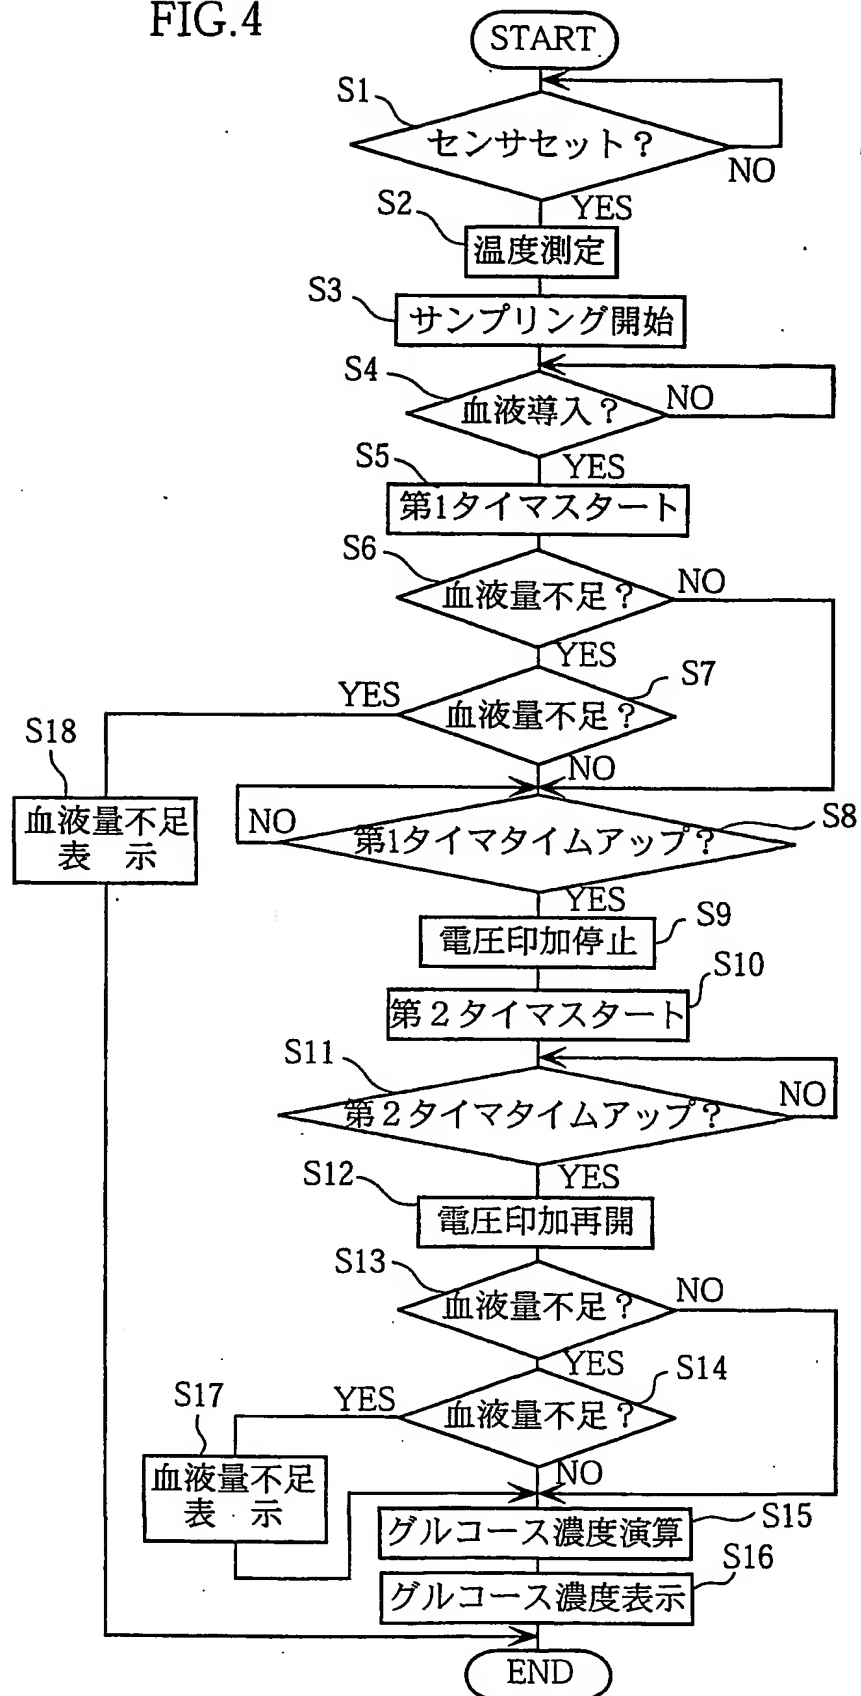 FIG.4
START
S1
センサセット？
NO
YES
S2
温度測定
S3
サンプリング開始
S4
血液導入？
NO
YES
S5
第1タイマスタート
S6
血液量不足？
NO
YES
S7
YES
血液量不足？
NO
S18
血液量不足
表　示
NO
第1タイマタイムアップ？
S8
YES
S9
電圧印加停止
S10
第２タイマスタート
S11
第２タイマタイムアップ？
NO
YES
S12
電圧印加再開
S13
血液量不足？
NO
YES
S14
YES
血液量不足？
NO
S17
血液量不足
表　示
S15
グルコース濃度演算
S16
グルコース濃度表示
END